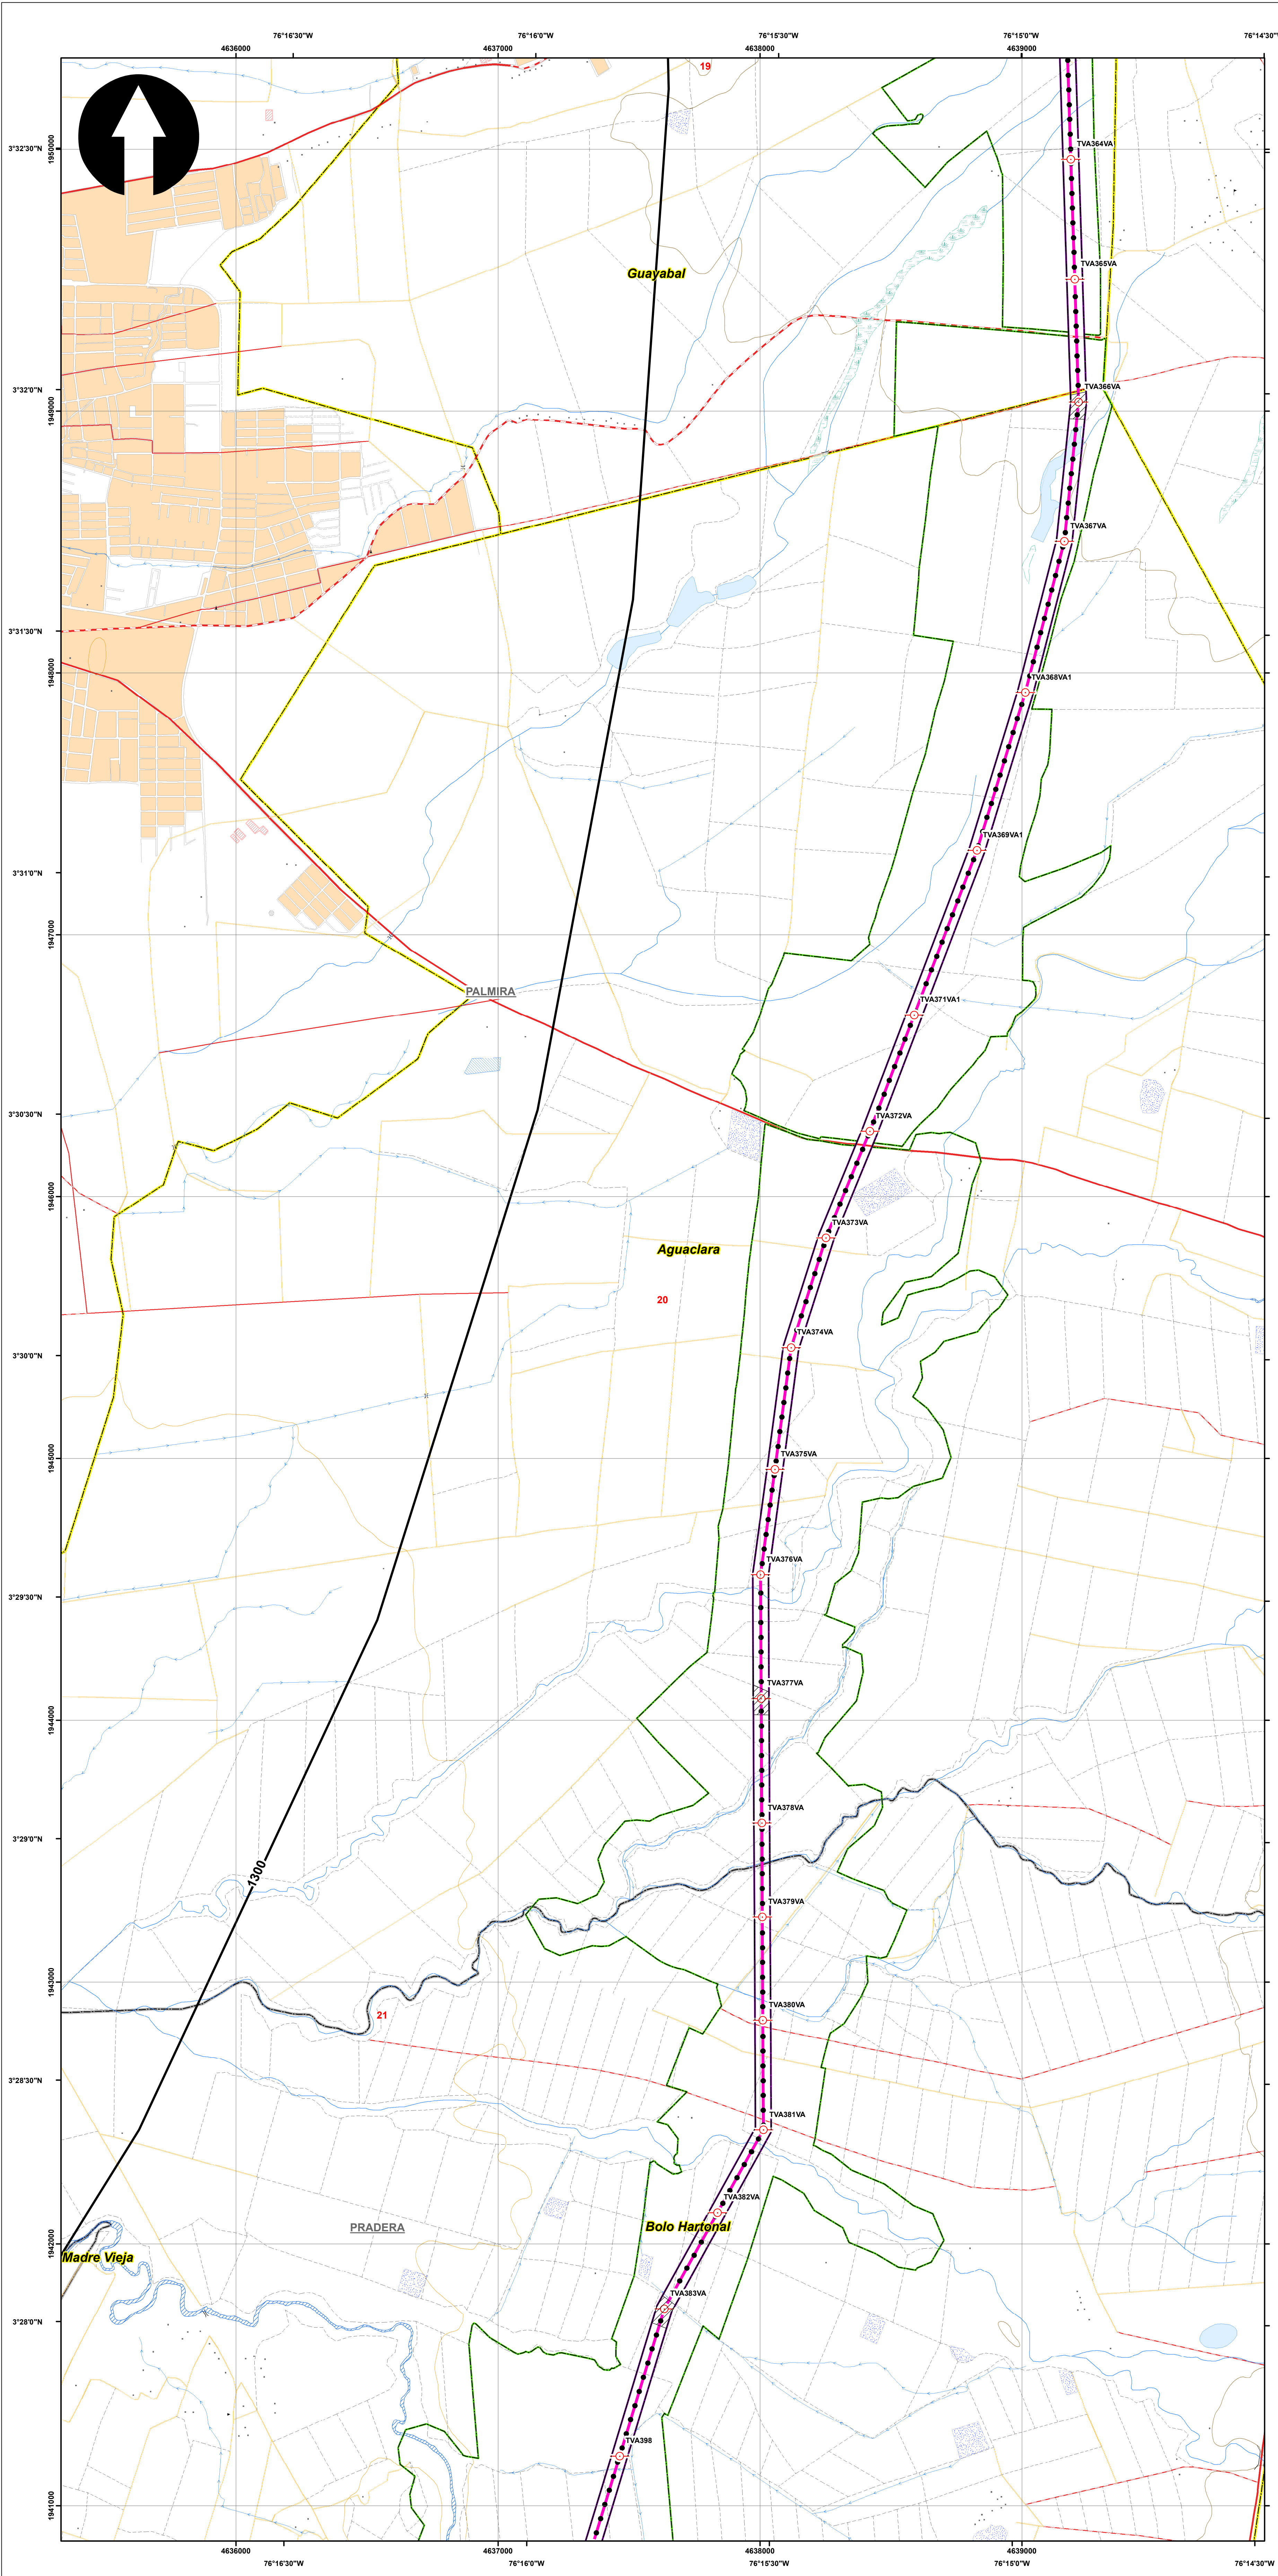 76°16'30"W 76°16'0"W 76°15'30"W 76°15'0"W 76°14'30"W
4636000 4637000 4638000 4639000
19
TVA364VA
3°32'30"N
1950000
TVA365VA
Guayabal
TVA366VA
3°32'0"N
1949000
TVA367VA
3°31'30"N
1948000
TVA368VA1
TVA369VA1
3°31'0"N
1947000
PALMIRA
TVA371VA1
3°30'30"N
TVA372VA
1946000
TVA373VA
Aguaclara
20
TVA374VA
3°30'0"N
1945000
TVA375VA
TVA376VA
3°29'30"N
TVA377VA
1944000
TVA378VA
3°29'0"N
1300
TVA379VA
1943000
TVA380VA
21
3°28'30"N
TVA381VA
TVA382VA
PRADERA
Bolo Hartonal
1942000
Madre Vieja
TVA383VA
3°28'0"N
TVA398
1941000
4636000 4637000 4638000 4639000
76°16'30"W 76°16'0"W 76°15'30"W 76°15'0"W 76°14'30"W